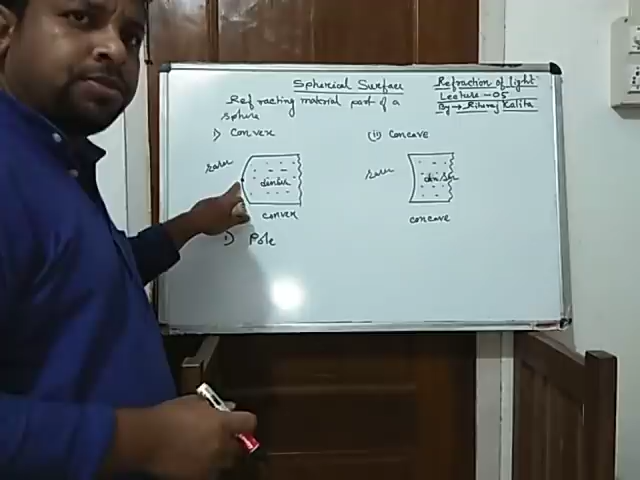 Spherical Surface
Refraction of light
Lecture - 05
By → Rituraj Kalita
Refracting material part of a
sphere
i) Convex
(ii) Concave
rarer
denser
rarer
denser
convex
concave
i) Pole